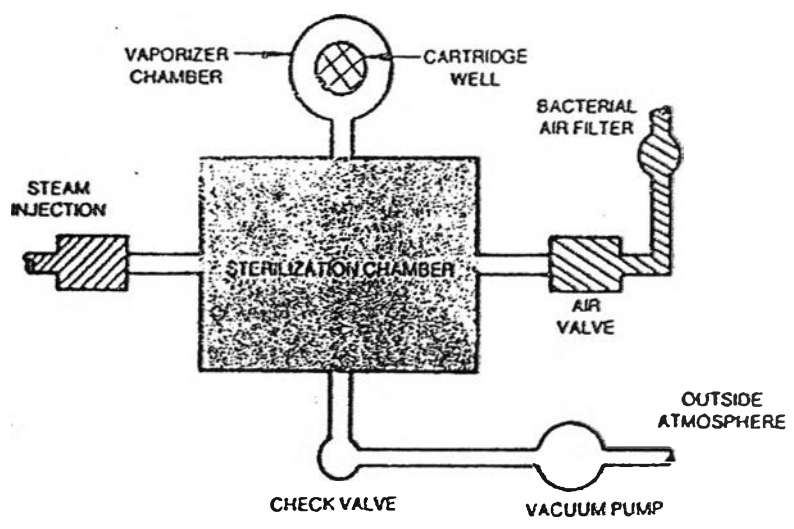 VAPORIZER
CHAMBER
CARTRIDGE
WELL
BACTERIAL
AIR FILTER
STEAM
INJECTION
STERILIZATION CHAMBER
AIR
VALVE
OUTSIDE
ATMOSPHERE
CHECK VALVE
VACUUM PUMP